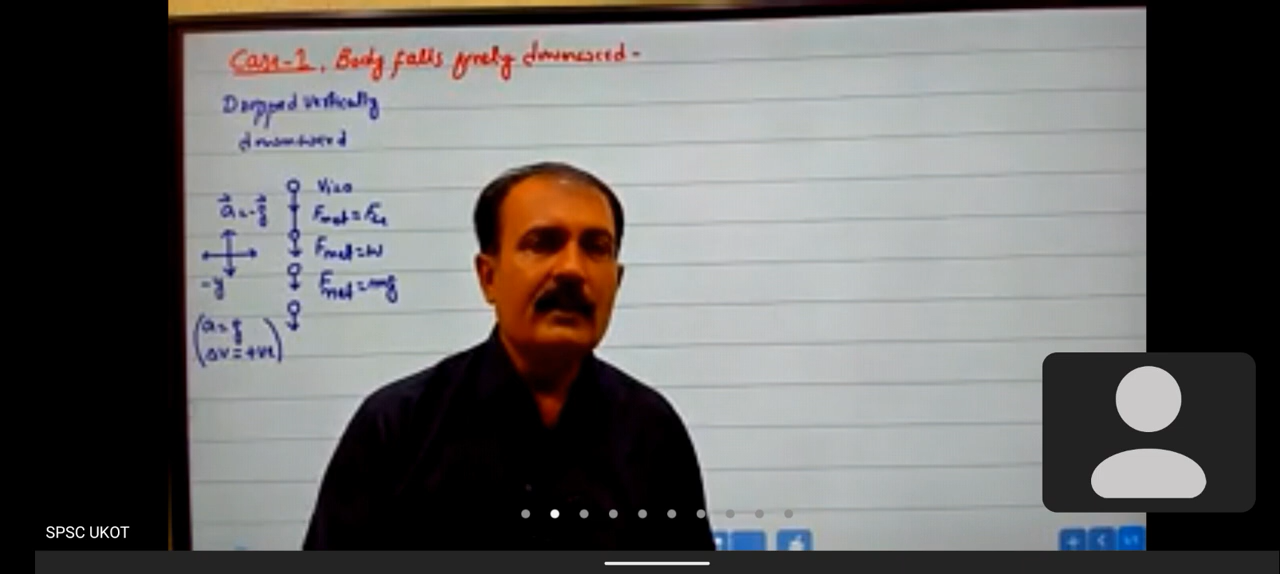 Case-1, Body falls freely downward -
Dropped vertically
downward
Vi=0
a = -g
Fnet = Fg
Fnet = w
-y
Fnet = mg
a = g
ΔV = +ve
SPSC UKOT